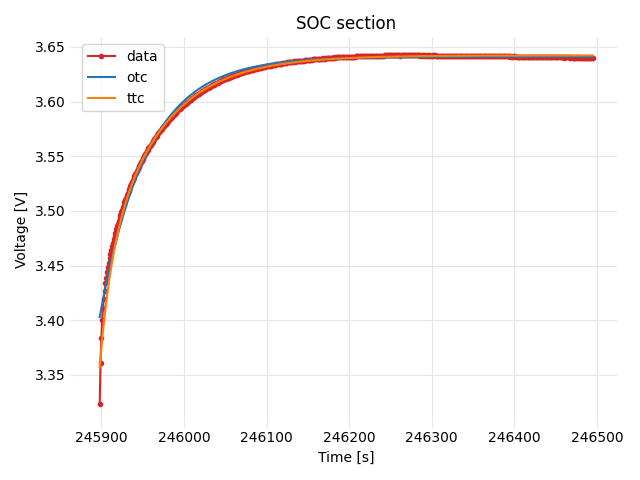 SOC section
data
otc
ttc
Voltage [V]
3.65
3.60
3.55
3.50
3.45
3.40
3.35
245900 246000 246100 246200 246300 246400 246500
Time [s]